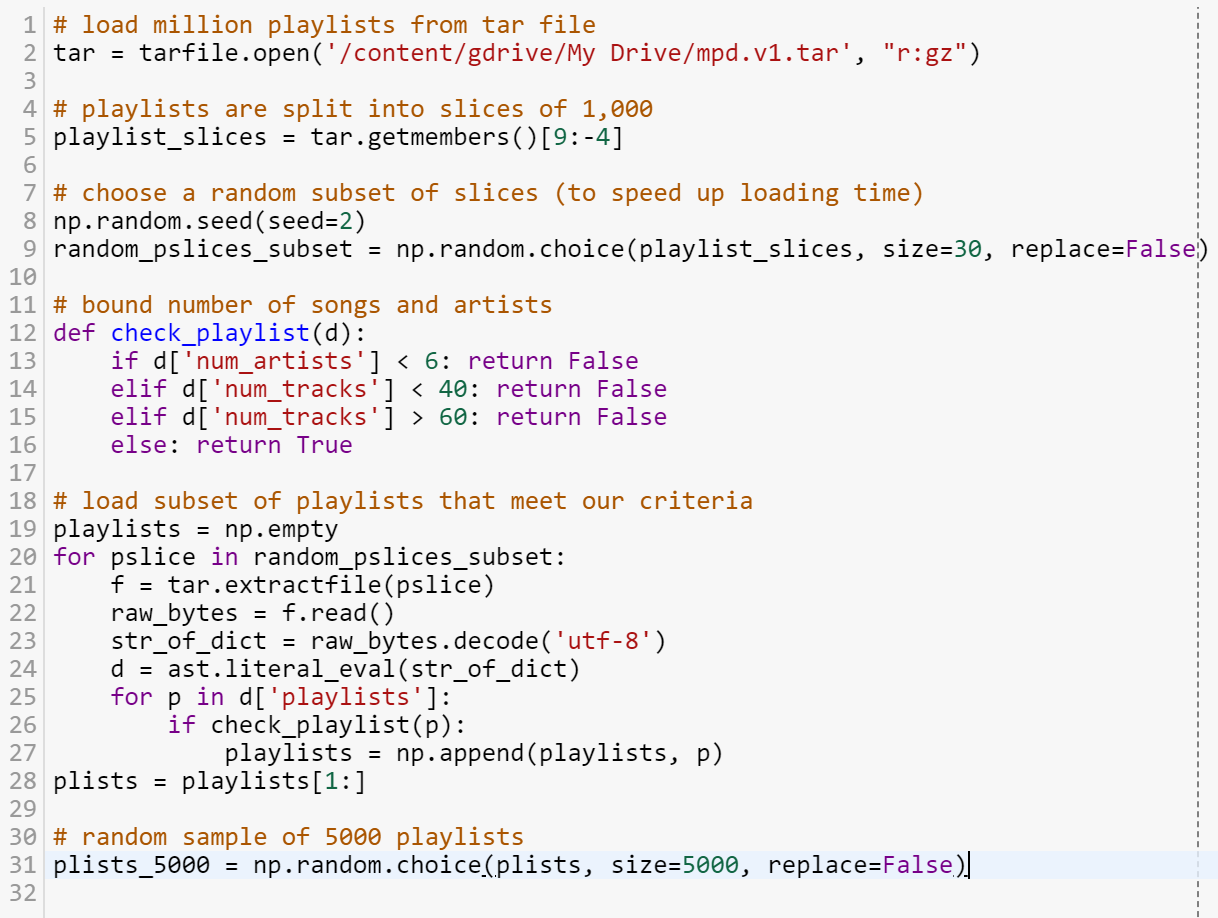 1 # load million playlists from tar file
2 tar = tarfile.open('/content/gdrive/My Drive/mpd.v1.tar', "r:gz")
3
4 # playlists are split into slices of 1,000
5 playlist_slices = tar.getmembers()[9:-4]
6
7 # choose a random subset of slices (to speed up loading time)
8 np.random.seed(seed=2)
9 random_pslices_subset = np.random.choice(playlist_slices, size=30, replace=False)
10
11 # bound number of songs and artists
12 def check_playlist(d):
13     if d['num_artists'] < 6: return False
14     elif d['num_tracks'] < 40: return False
15     elif d['num_tracks'] > 60: return False
16     else: return True
17
18 # load subset of playlists that meet our criteria
19 playlists = np.empty
20 for pslice in random_pslices_subset:
21     f = tar.extractfile(pslice)
22     raw_bytes = f.read()
23     str_of_dict = raw_bytes.decode('utf-8')
24     d = ast.literal_eval(str_of_dict)
25     for p in d['playlists']:
26         if check_playlist(p):
27             playlists = np.append(playlists, p)
28 plists = playlists[1:]
29
30 # random sample of 5000 playlists
31 plists_5000 = np.random.choice(plists, size=5000, replace=False)
32